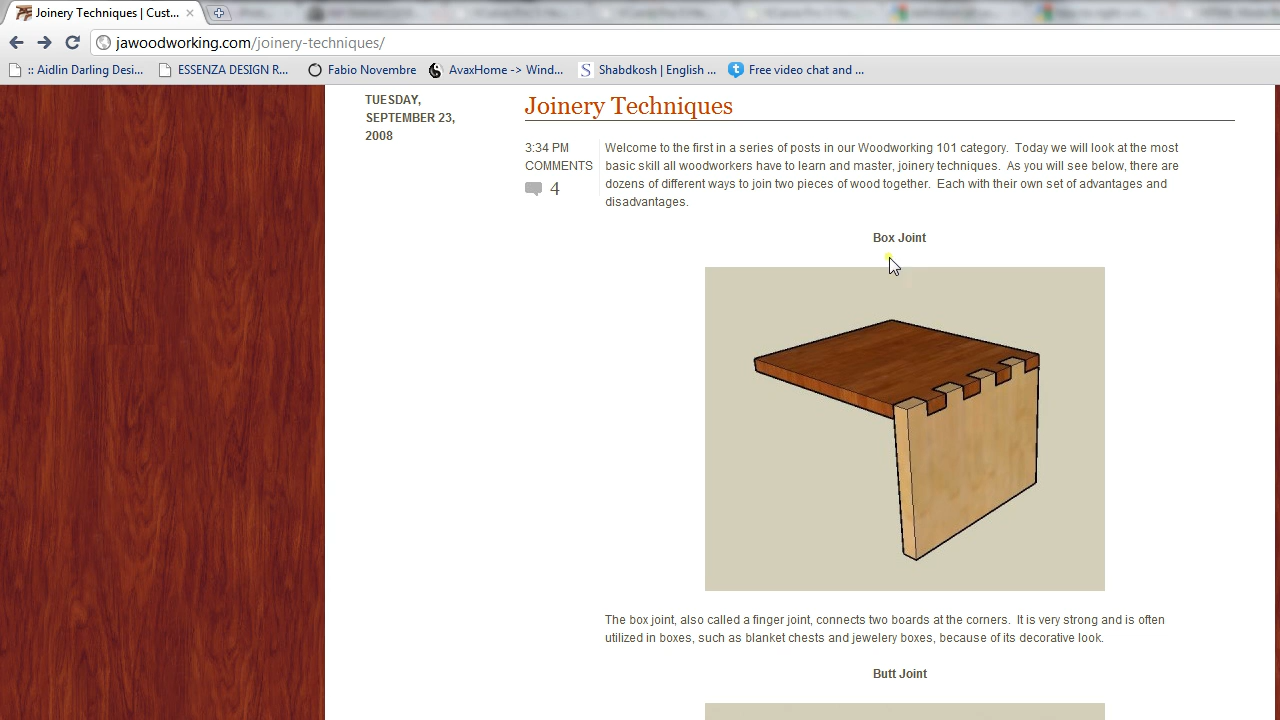 Joinery Techniques | Cust...
jawoodworking.com/joinery-techniques/
:: Aidlin Darling Desi...
ESSENZA DESIGN R...
Fabio Novembre
AvaxHome -> Wind...
Shabdkosh | English ...
Free video chat and ...
TUESDAY,
SEPTEMBER 23,
2008
Joinery Techniques
3:34 PM
COMMENTS
4
Welcome to the first in a series of posts in our Woodworking 101 category. Today we will look at the most
basic skill all woodworkers have to learn and master, joinery techniques. As you will see below, there are
dozens of different ways to join two pieces of wood together. Each with their own set of advantages and
disadvantages.
Box Joint
The box joint, also called a finger joint, connects two boards at the corners. It is very strong and is often
utilized in boxes, such as blanket chests and jewelery boxes, because of its decorative look.
Butt Joint